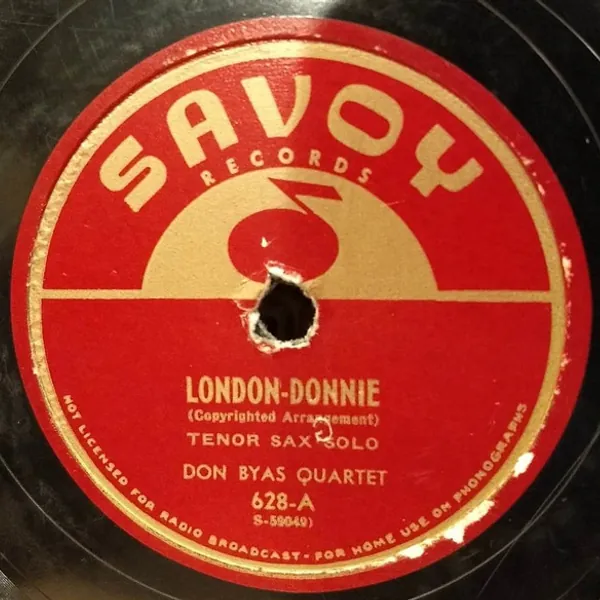 SAVOY
RECORDS
LONDON-DONNIE
(Copyrighted Arrangement)
TENOR SAX SOLO
DON BYAS QUARTET
628-A
S-59049)
NOT LICENSED FOR RADIO BROADCAST-FOR HOME USE ON PHONOGRAPHS